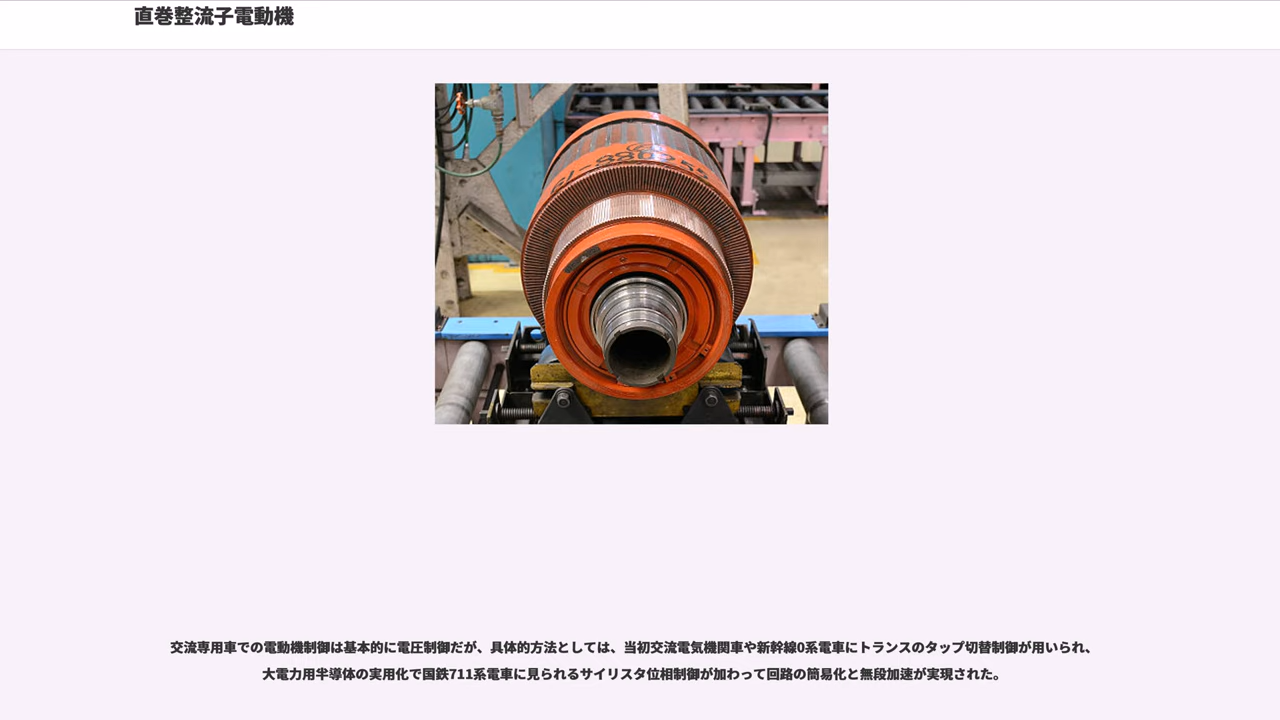 直巻整流子電動機
交流専用車での電動機制御は基本的に電圧制御だが、具体的方法としては、当初交流電気機関車や新幹線0系電車にトランスのタップ切替制御が用いられ、
大電力用半導体の実用化で国鉄711系電車に見られるサイリスタ位相制御が加わって回路の簡易化と無段加速が実現された。